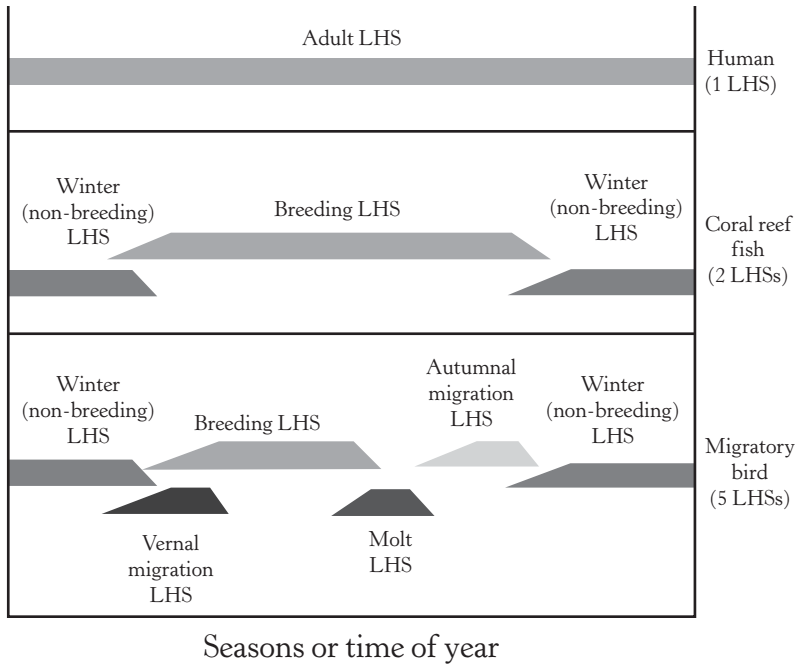 Adult LHS
Human
(1 LHS)
Winter
(non-breeding)
LHS
Breeding LHS
Winter
(non-breeding)
LHS
Coral reef
fish
(2 LHSs)
Winter
(non-breeding)
LHS
Breeding LHS
Autumnal
migration
LHS
Winter
(non-breeding)
LHS
Migratory
bird
(5 LHSs)
Vernal
migration
LHS
Molt
LHS
Seasons or time of year